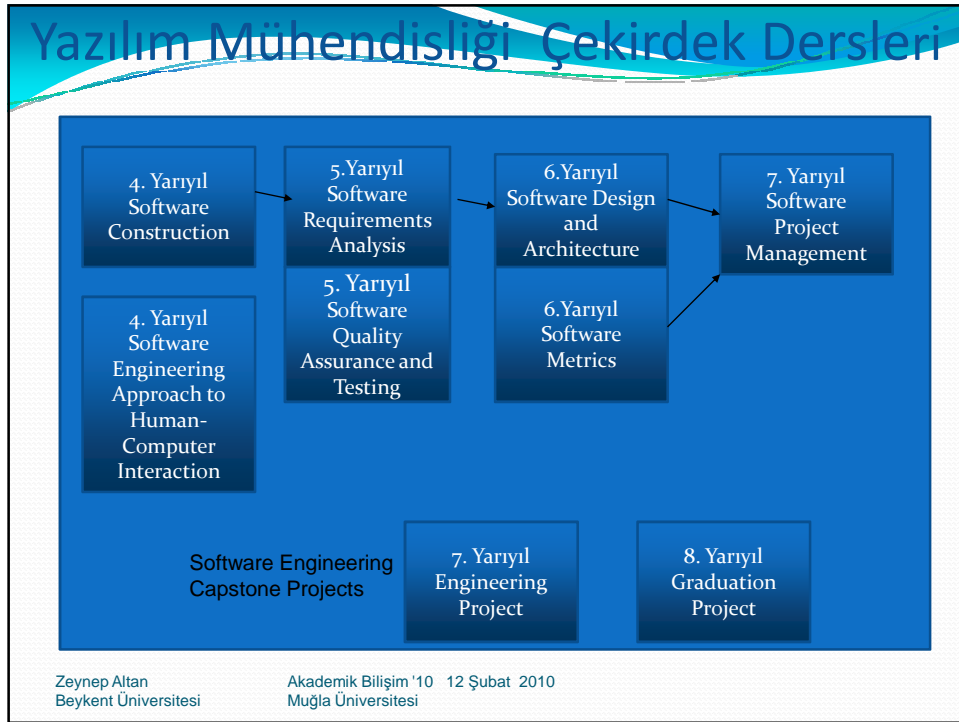 Yazılım Mühendisliği Çekirdek Dersleri
4. Yarıyıl
Software
Construction
5.Yarıyıl
Software
Requirements
Analysis
6.Yarıyıl
Software Design
and
Architecture
7. Yarıyıl
Software
Project
Management
4. Yarıyıl
Software
Engineering
Approach to
Human-
Computer
Interaction
5. Yarıyıl
Software
Quality
Assurance and
Testing
6.Yarıyıl
Software
Metrics
Software Engineering
Capstone Projects
7. Yarıyıl
Engineering
Project
8. Yarıyıl
Graduation
Project
Zeynep Altan
Beykent Üniversitesi
Akademik Bilişim '10 12 Şubat 2010
Muğla Üniversitesi